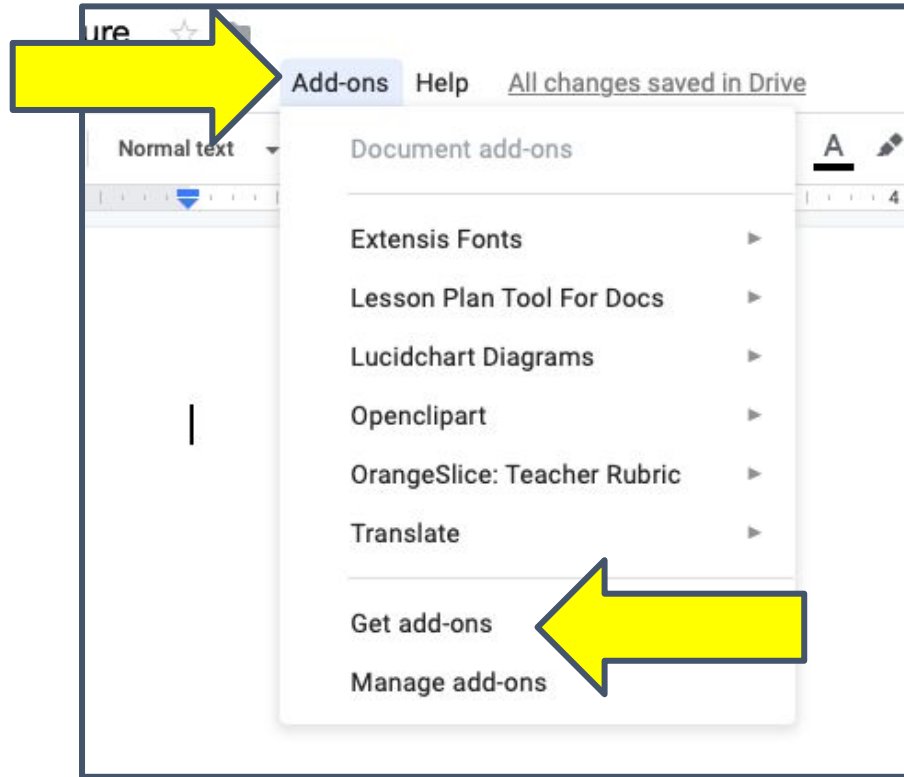 ure
Add-ons Help All changes saved in Drive
Normal text A 4
Document add-ons
Extensis Fonts
Lesson Plan Tool For Docs
Lucidchart Diagrams
Openclipart
OrangeSlice: Teacher Rubric
Translate
Get add-ons
Manage add-ons